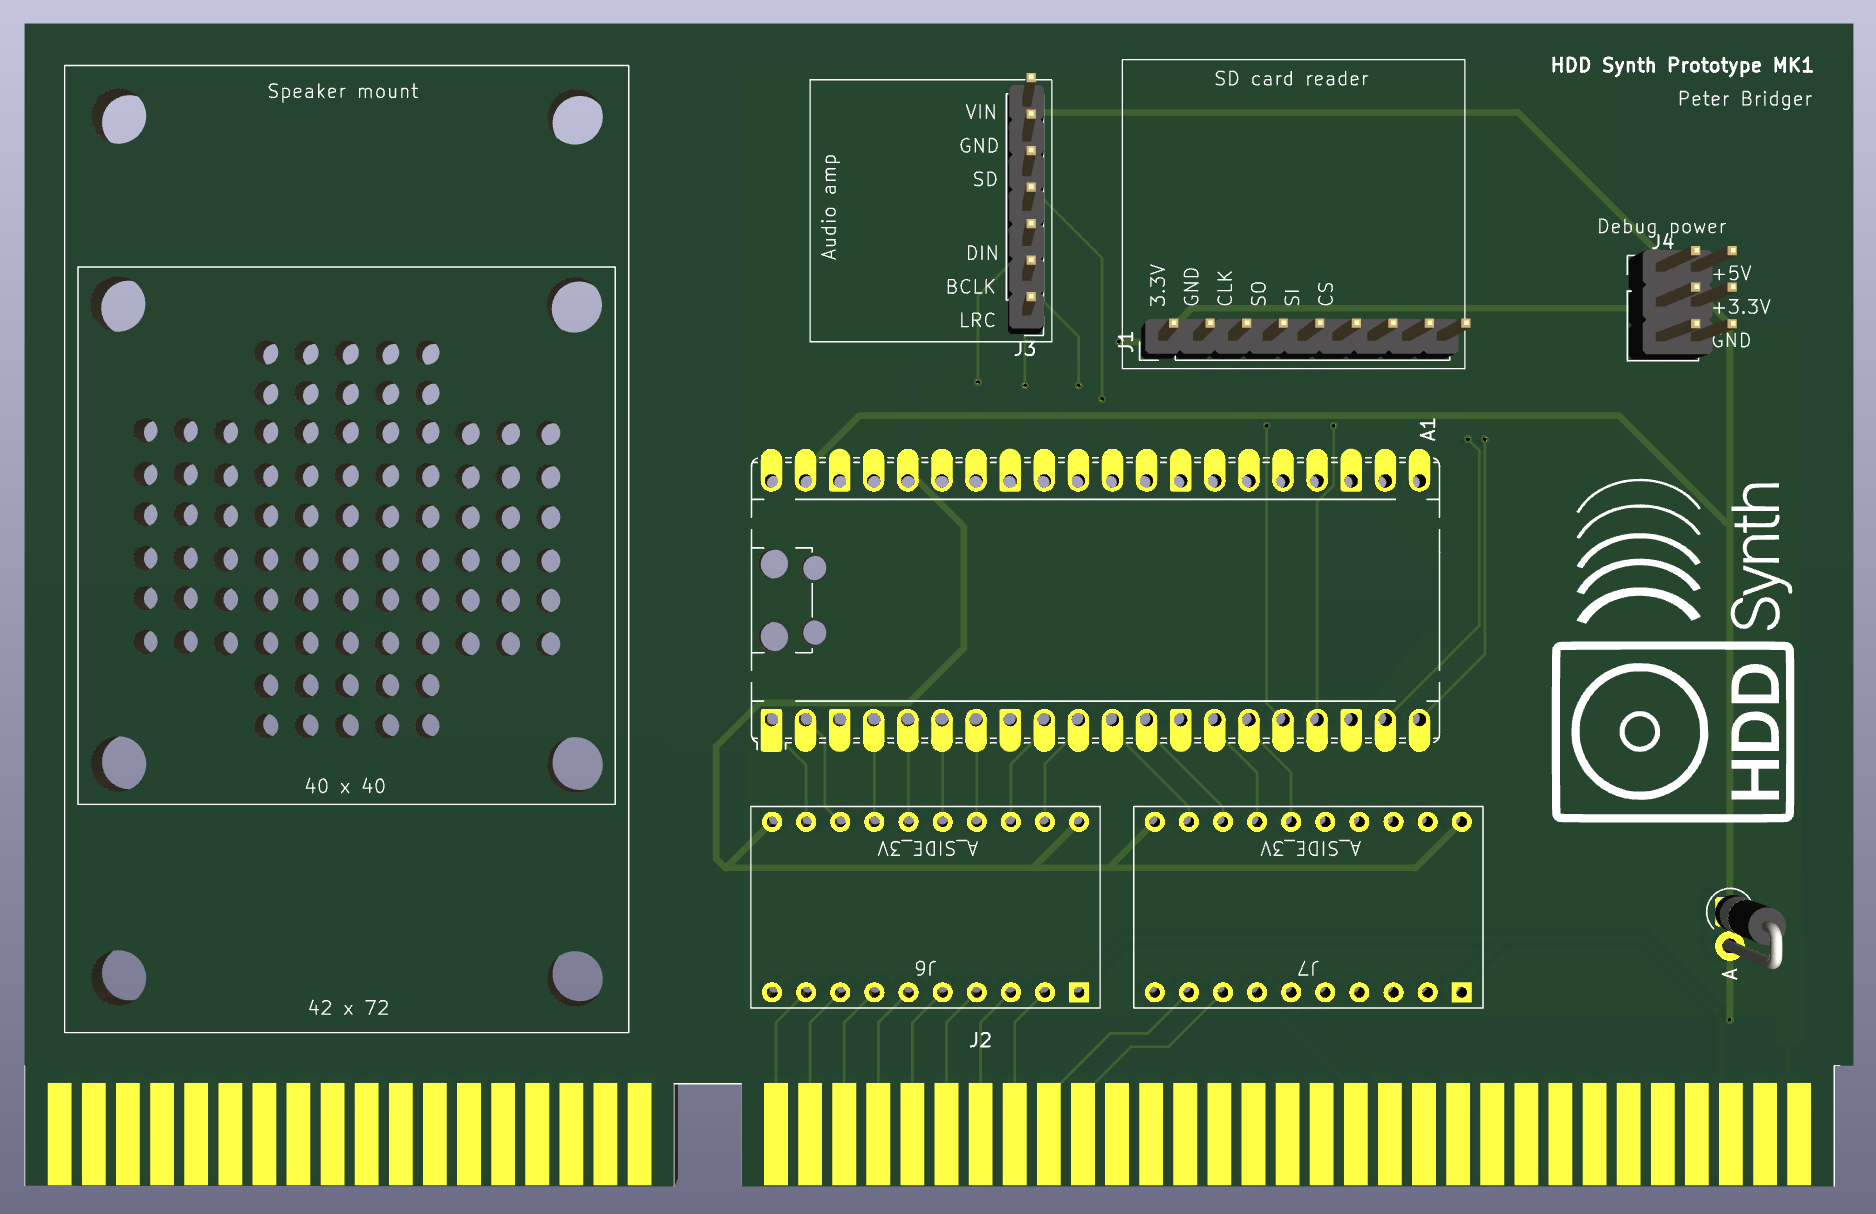 Speaker mount
40 x 40
42 x 72
Audio amp
VIN
GND
SD
DIN
BCLK
LRC
J3
SD card reader
3.3V
GND
CLK
SO
SI
CS
J1
HDD Synth Prototype MK1
Peter Bridger
Debug power
J4
+5V
+3.3V
GND
A1
HDD Synth
A_SIDE_3V
J6
A_SIDE_3V
J7
J2
A